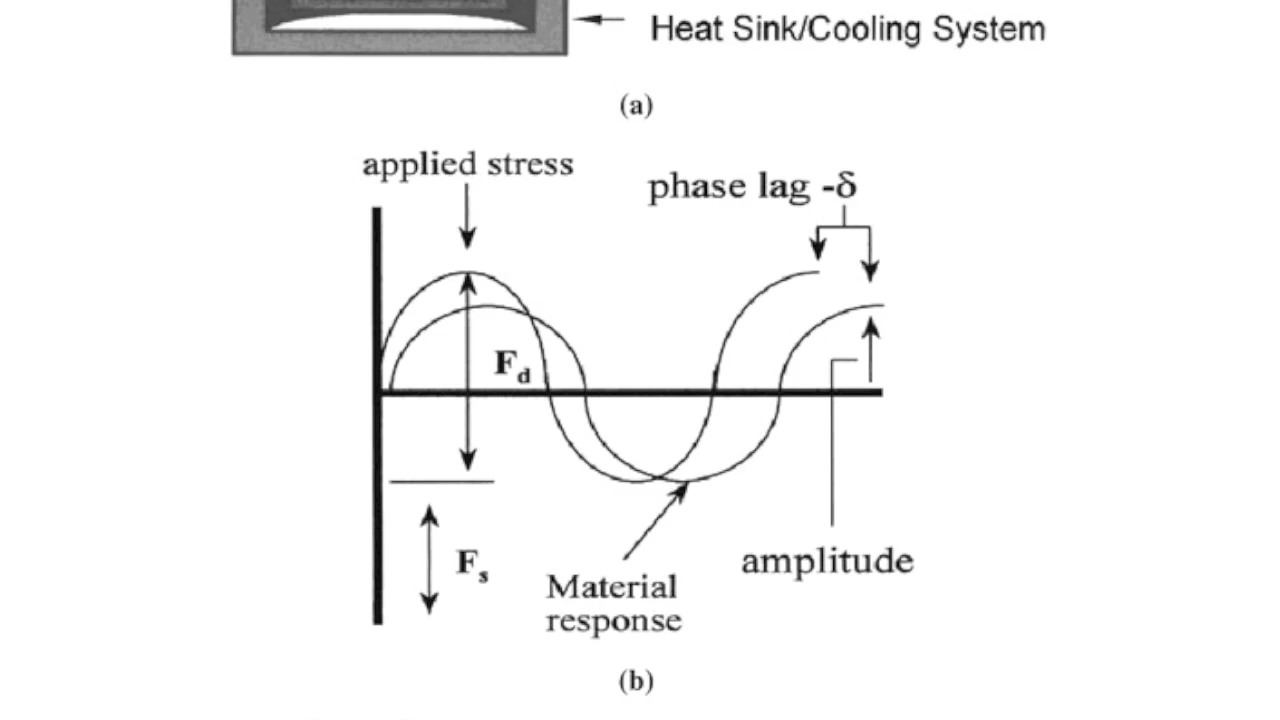 Heat Sink/Cooling System
(a)
applied stress
phase lag -δ
F_d
F_s
amplitude
Material
response
(b)